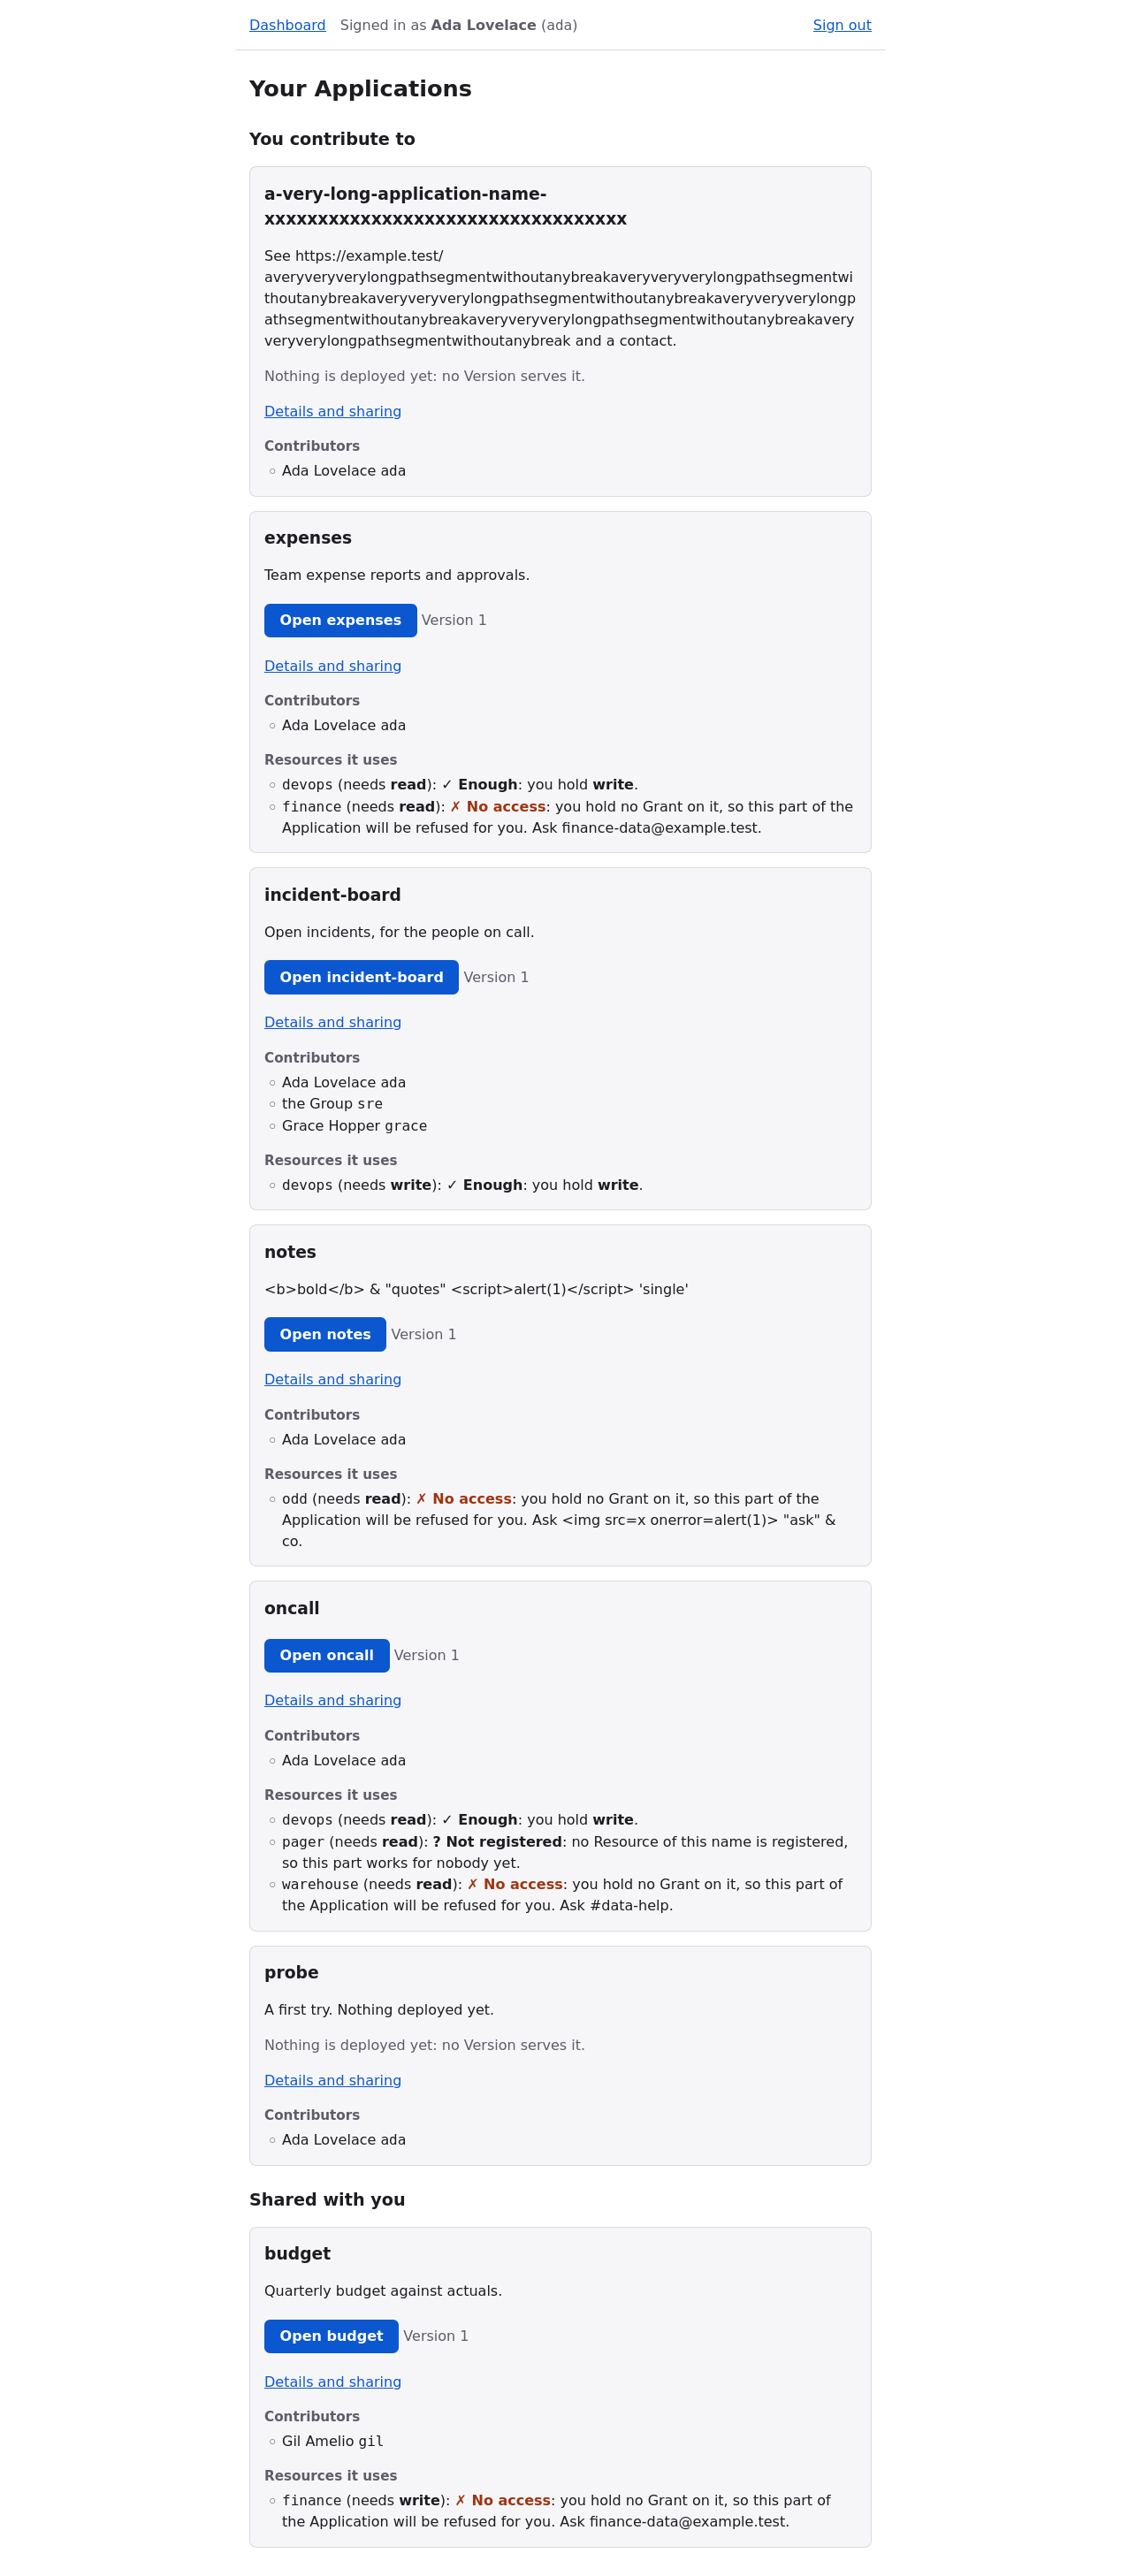 Dashboard Signed in as Ada Lovelace (ada) Sign out
Your Applications
You contribute to
a-very-long-application-name-
xxxxxxxxxxxxxxxxxxxxxxxxxxxxxxxxxx
See https://example.test/
averyveryverylongpathsegmentwithoutanybreakaveryveryverylongpathsegmentwi
thoutanybreakaveryveryverylongpathsegmentwithoutanybreakaveryveryverylongp
athsegmentwithoutanybreakaveryveryverylongpathsegmentwithoutanybreakavery
veryverylongpathsegmentwithoutanybreak and a contact.
Nothing is deployed yet: no Version serves it.
Details and sharing
Contributors
◦ Ada Lovelace ada
expenses
Team expense reports and approvals.
Open expenses Version 1
Details and sharing
Contributors
◦ Ada Lovelace ada
Resources it uses
◦ devops (needs read): ✓ Enough: you hold write.
◦ finance (needs read): ✗ No access: you hold no Grant on it, so this part of the
Application will be refused for you. Ask finance-data@example.test.
incident-board
Open incidents, for the people on call.
Open incident-board Version 1
Details and sharing
Contributors
◦ Ada Lovelace ada
◦ the Group sre
◦ Grace Hopper grace
Resources it uses
◦ devops (needs write): ✓ Enough: you hold write.
notes
<b>bold</b> & "quotes" <script>alert(1)</script> 'single'
Open notes Version 1
Details and sharing
Contributors
◦ Ada Lovelace ada
Resources it uses
◦ odd (needs read): ✗ No access: you hold no Grant on it, so this part of the
Application will be refused for you. Ask <img src=x onerror=alert(1)> "ask" &
co.
oncall
Open oncall Version 1
Details and sharing
Contributors
◦ Ada Lovelace ada
Resources it uses
◦ devops (needs read): ✓ Enough: you hold write.
◦ pager (needs read): ? Not registered: no Resource of this name is registered,
so this part works for nobody yet.
◦ warehouse (needs read): ✗ No access: you hold no Grant on it, so this part of
the Application will be refused for you. Ask #data-help.
probe
A first try. Nothing deployed yet.
Nothing is deployed yet: no Version serves it.
Details and sharing
Contributors
◦ Ada Lovelace ada
Shared with you
budget
Quarterly budget against actuals.
Open budget Version 1
Details and sharing
Contributors
◦ Gil Amelio gil
Resources it uses
◦ finance (needs write): ✗ No access: you hold no Grant on it, so this part of
the Application will be refused for you. Ask finance-data@example.test.